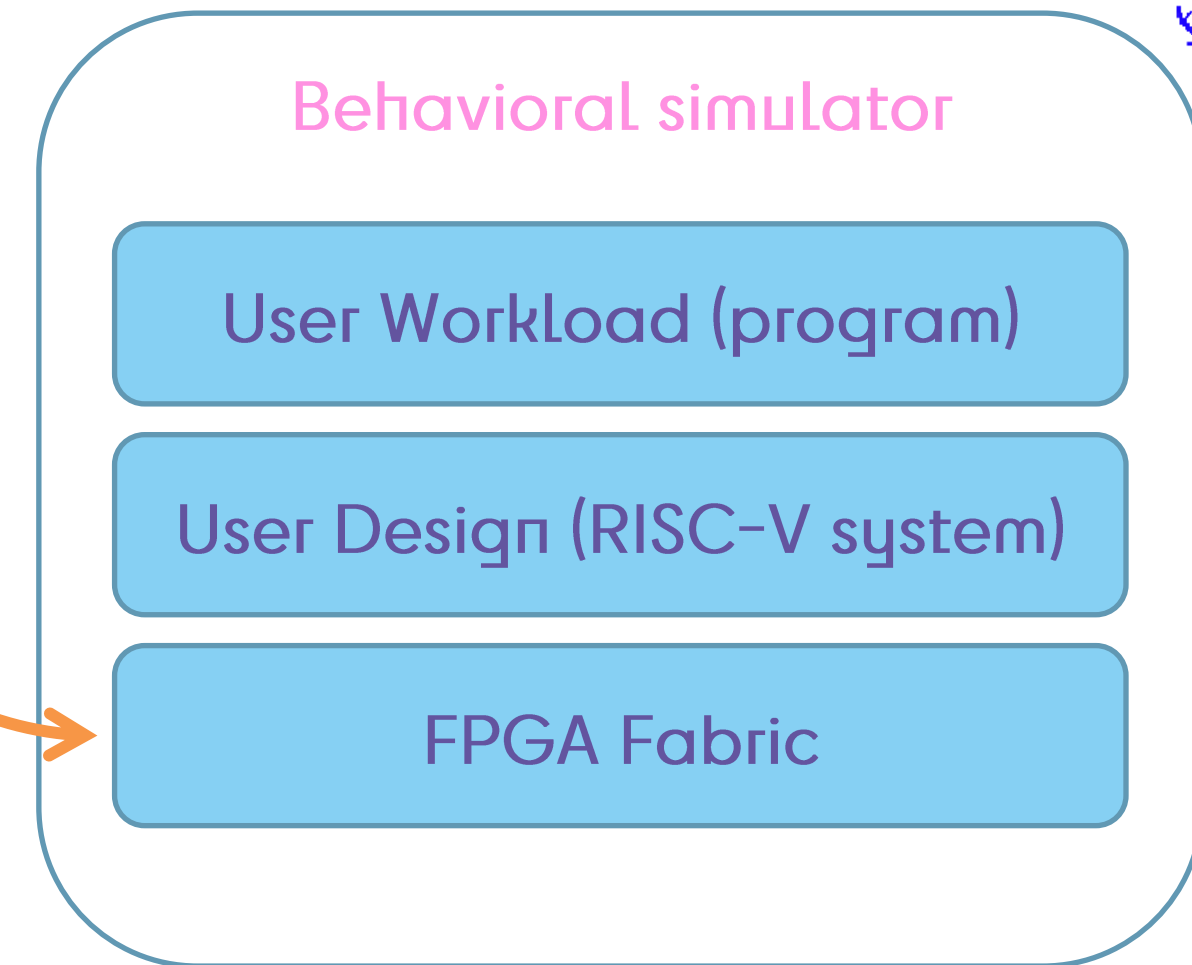 Behavioral simulator
User Workload (program)
User Design (RISC-V system)
FPGA Fabric